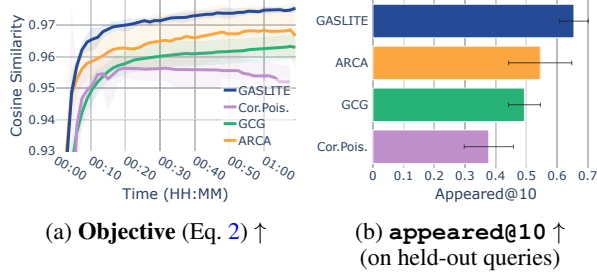 Cosine Similarity
0.97
0.96
0.95
0.94
0.93
GASLITE
Cor.Pois.
GCG
ARCA
00:00
00:10
00:20
00:30
00:40
00:50
01:00
Time (HH:MM)
(a) Objective (Eq. 2) ↑
GASLITE
ARCA
GCG
Cor.Pois.
0 0.1 0.2 0.3 0.4 0.5 0.6 0.7
Appeared@10
(b) appeared@10 ↑
(on held-out queries)